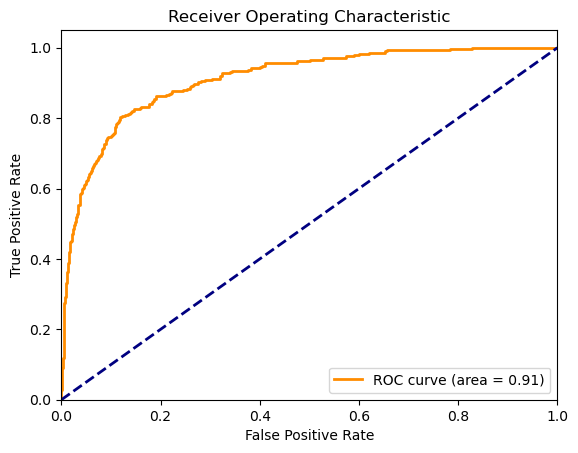 Receiver Operating Characteristic
True Positive Rate
1.0
0.8
0.6
0.4
0.2
0.0
ROC curve (area = 0.91)
0.0 0.2 0.4 0.6 0.8 1.0
False Positive Rate